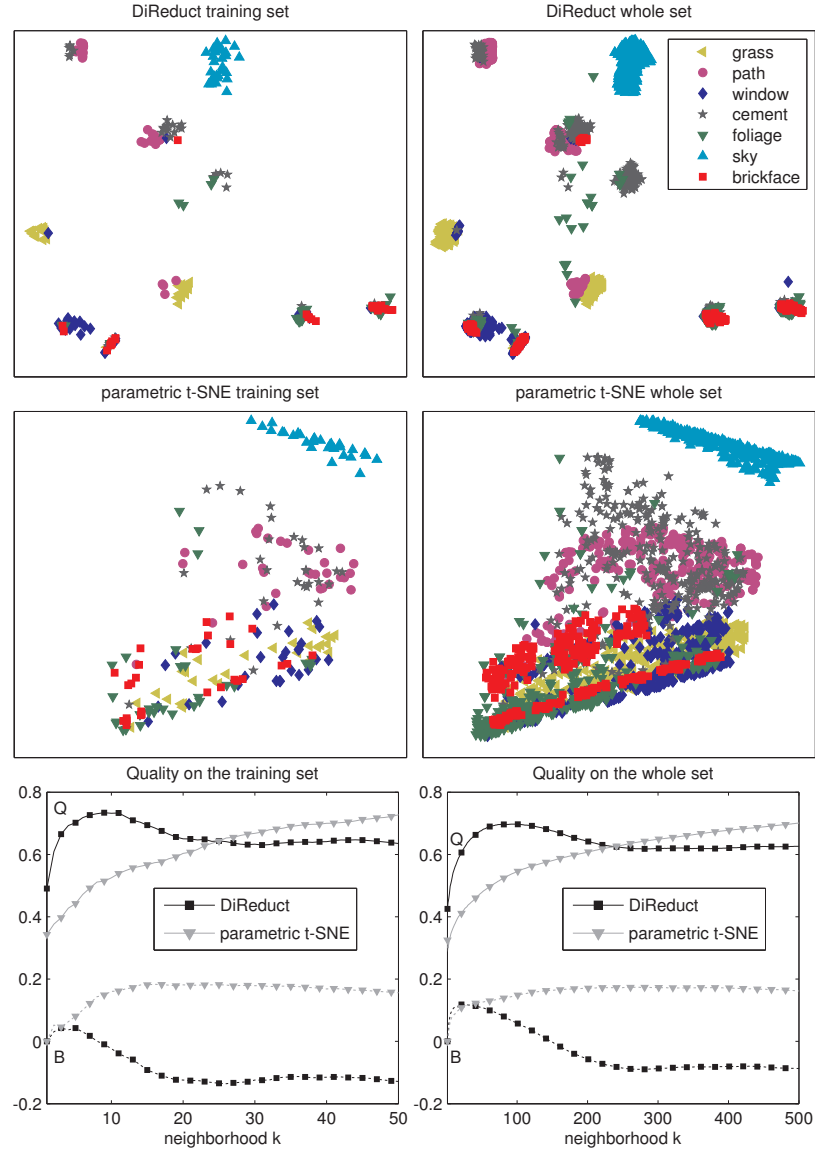 DiReduct training set
DiReduct whole set
grass
path
window
cement
foliage
sky
brickface
parametric t-SNE training set
parametric t-SNE whole set
Quality on the training set
Quality on the whole set
0.8
0.6
0.4
0.2
0
-0.2
Q
B
DiReduct
parametric t-SNE
10
20
30
40
50
neighborhood k
0.8
0.6
0.4
0.2
0
-0.2
Q
B
DiReduct
parametric t-SNE
100
200
300
400
500
neighborhood k